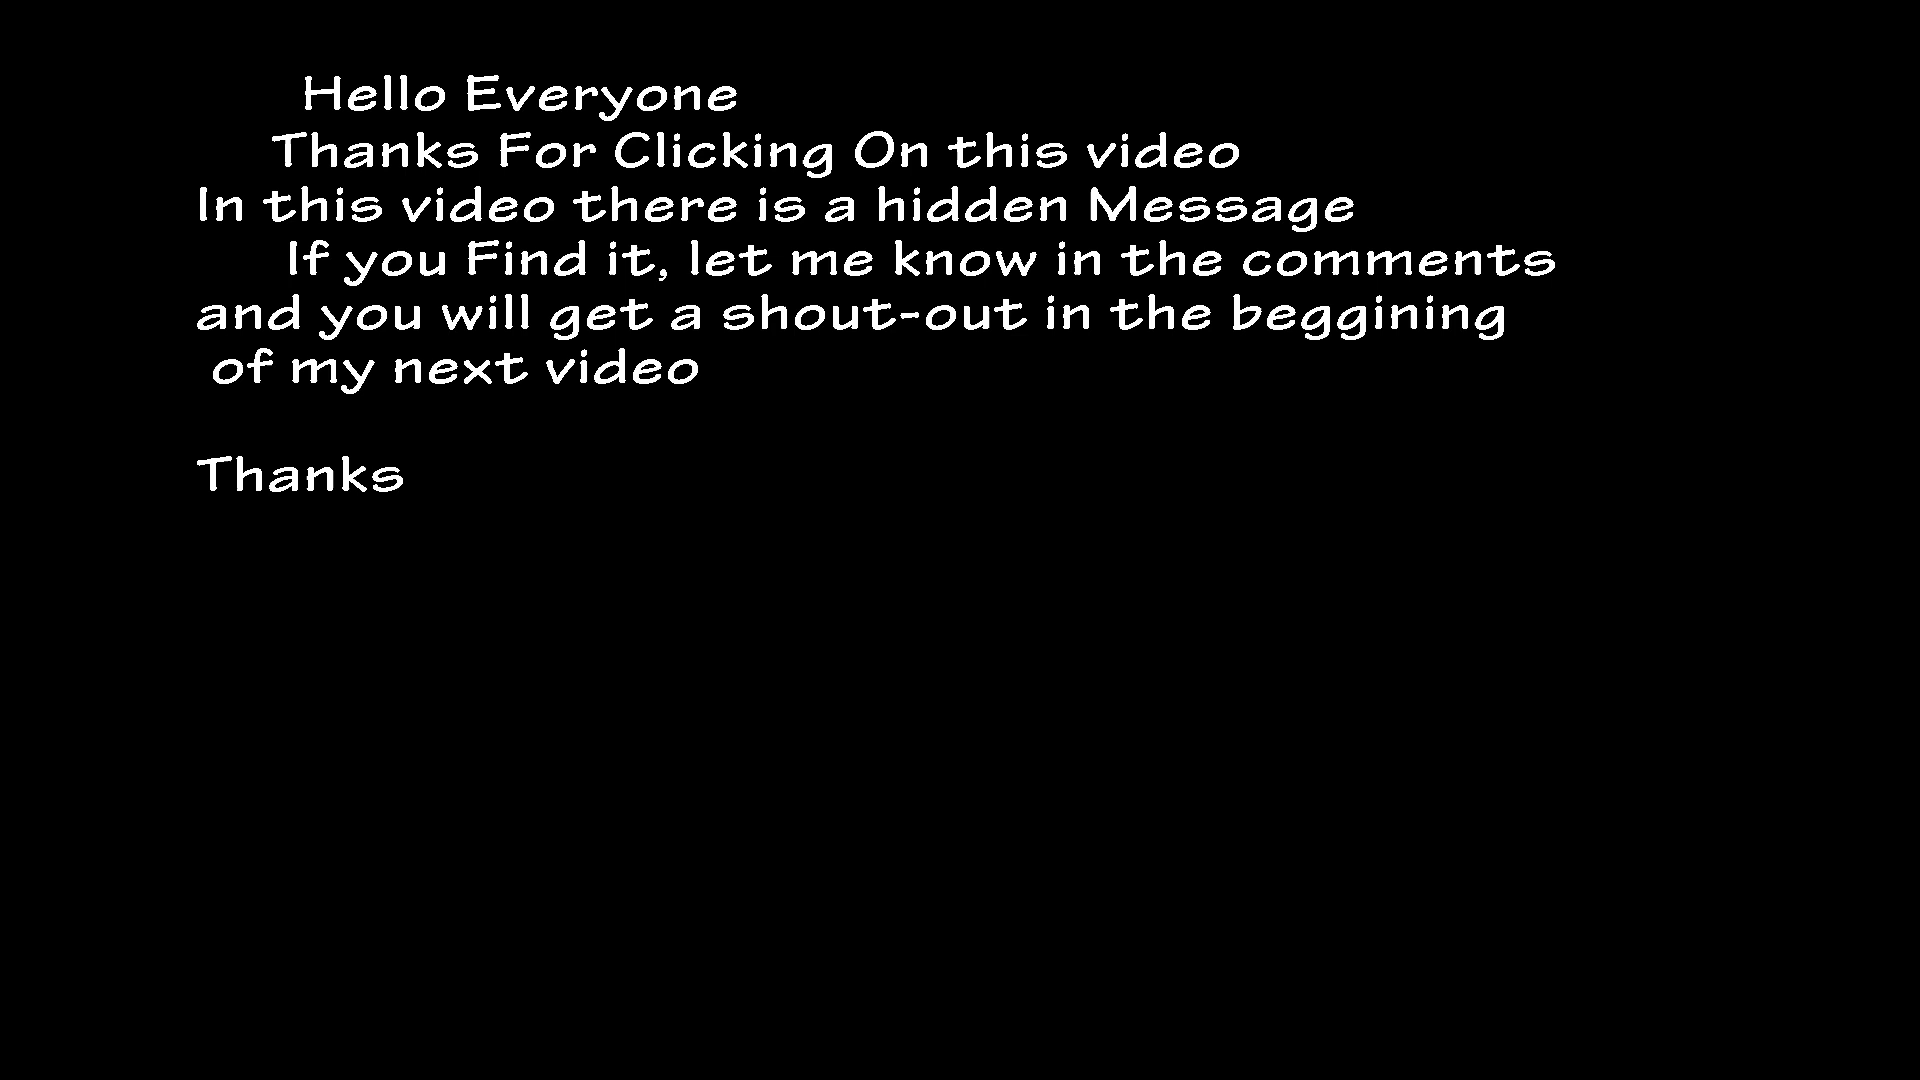 Hello Everyone
Thanks For Clicking On this video
In this video there is a hidden Message
If you Find it, let me know in the comments
and you will get a shout-out in the beggining
of my next video
Thanks